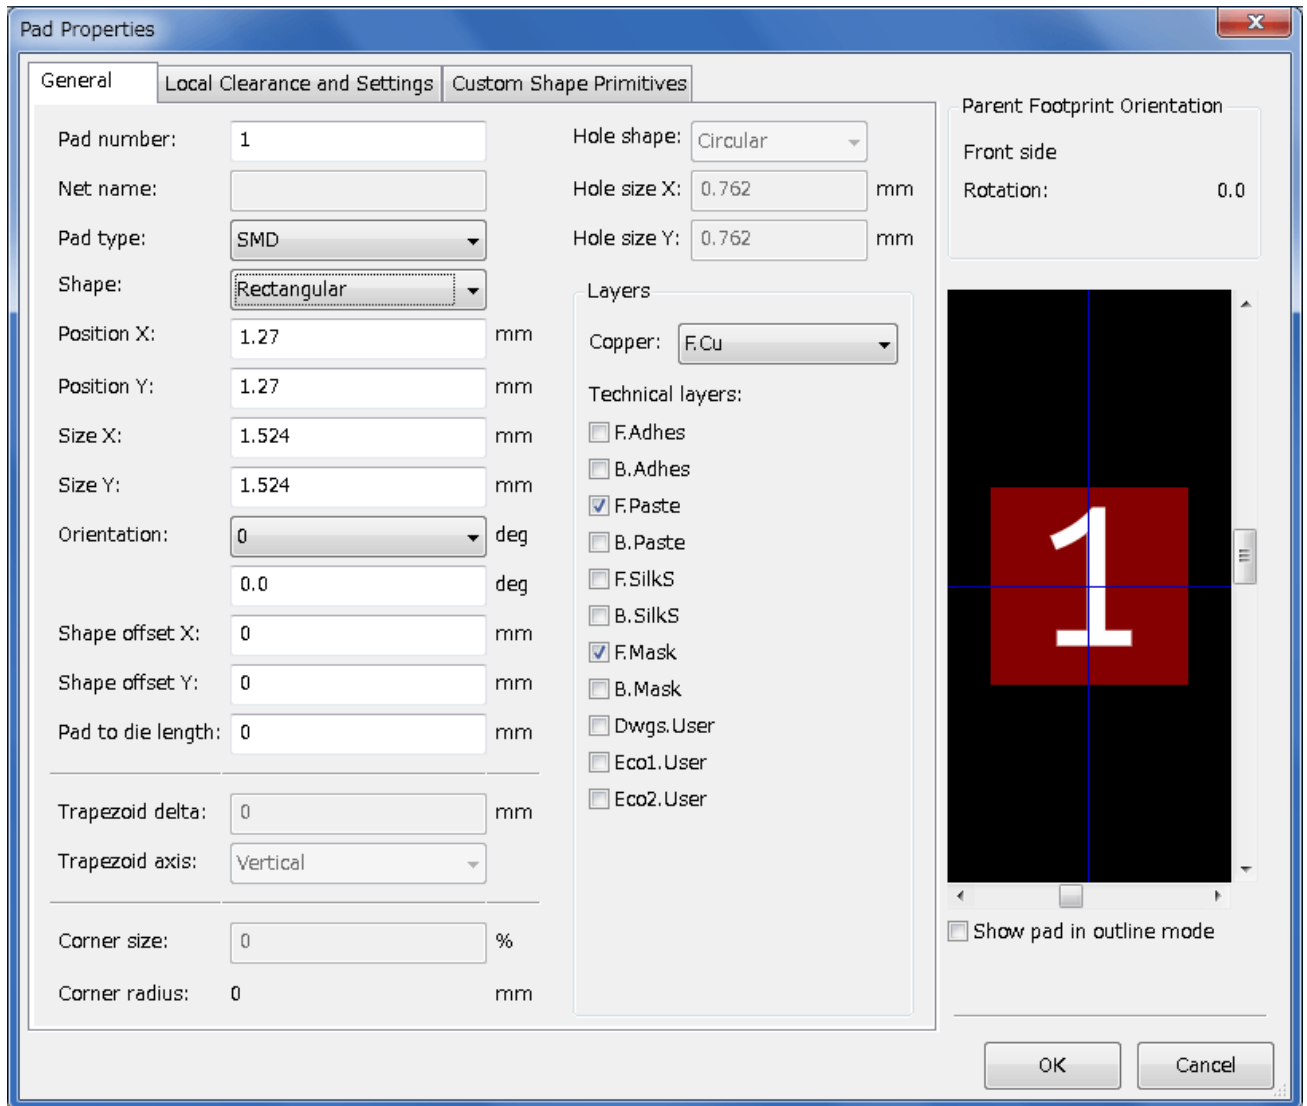 Pad Properties
General
Local Clearance and Settings
Custom Shape Primitives
Pad number: 1
Net name:
Pad type: SMD
Shape: Rectangular
Position X: 1.27 mm
Position Y: 1.27 mm
Size X: 1.524 mm
Size Y: 1.524 mm
Orientation: 0 deg
0.0 deg
Shape offset X: 0 mm
Shape offset Y: 0 mm
Pad to die length: 0 mm
Trapezoid delta: 0 mm
Trapezoid axis: Vertical
Corner size: 0 %
Corner radius: 0 mm
Hole shape: Circular
Hole size X: 0.762 mm
Hole size Y: 0.762 mm
Layers
Copper: F.Cu
Technical layers:
F.Adhes
B.Adhes
F.Paste
B.Paste
F.SilkS
B.SilkS
F.Mask
B.Mask
Dwgs.User
Eco1.User
Eco2.User
Parent Footprint Orientation
Front side
Rotation: 0.0
1
Show pad in outline mode
OK
Cancel